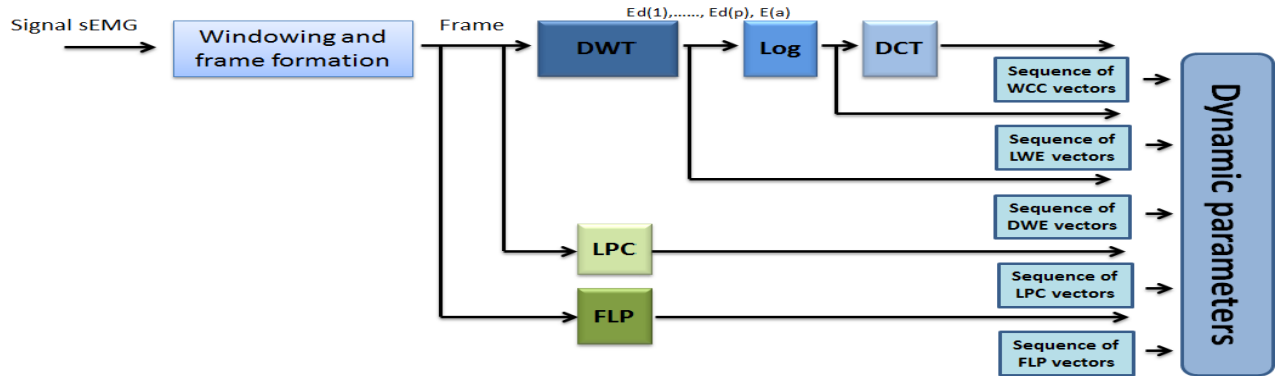 Ed(1),......, Ed(p), E(a)
Signal sEMG
Windowing and
frame formation
Frame
DWT
Log
DCT
Sequence of
WCC vectors
Sequence of
LWE vectors
Sequence of
DWE vectors
LPC
Sequence of
LPC vectors
FLP
Sequence of
FLP vectors
Dynamic parameters